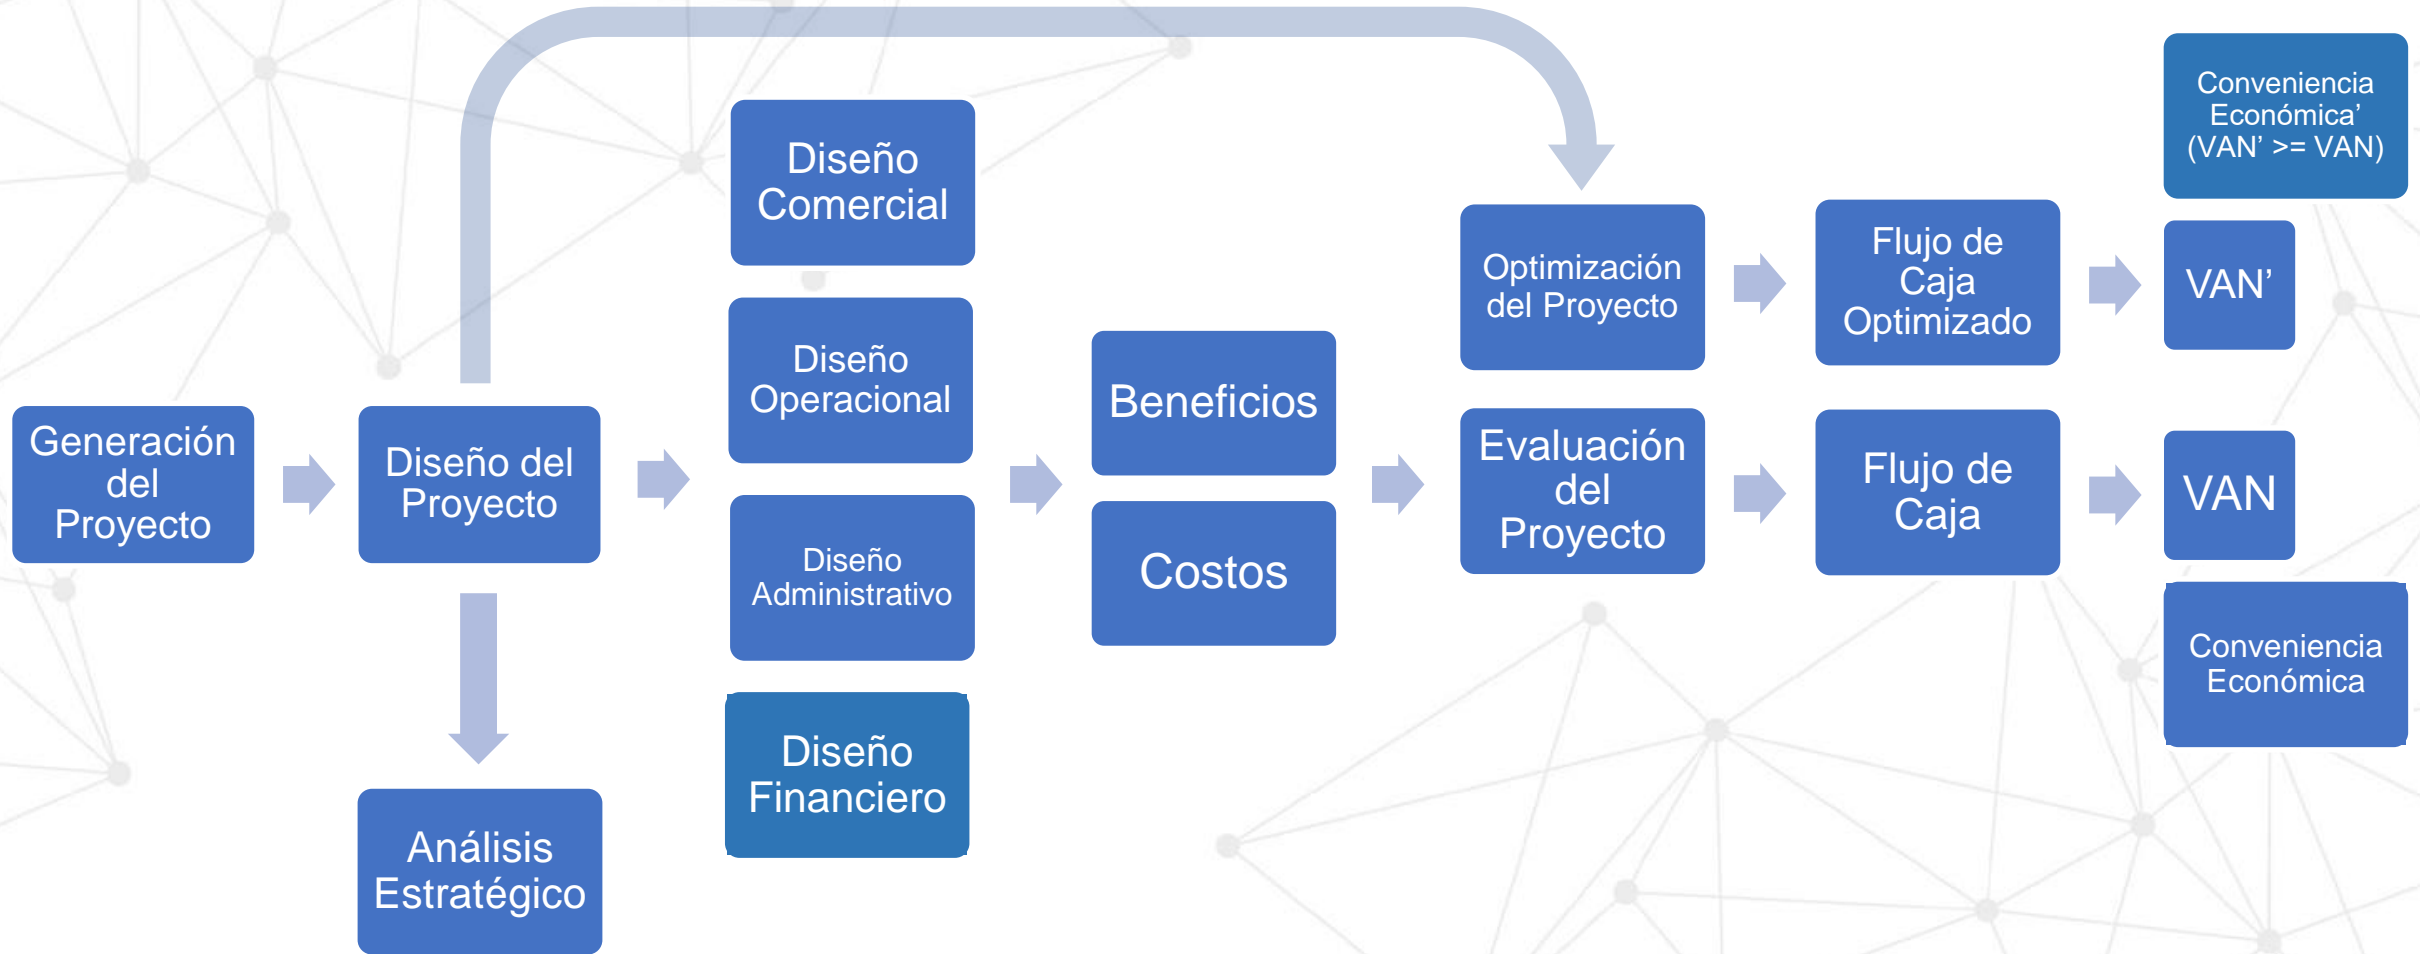 Generación
del
Proyecto
Diseño del
Proyecto
Análisis
Estratégico
Diseño
Comercial
Diseño
Operacional
Diseño
Administrativo
Diseño
Financiero
Beneficios
Costos
Optimización
del Proyecto
Evaluación
del
Proyecto
Flujo de
Caja
Optimizado
Flujo de
Caja
Conveniencia
Económica’
(VAN’ >= VAN)
VAN’
VAN
Conveniencia
Económica